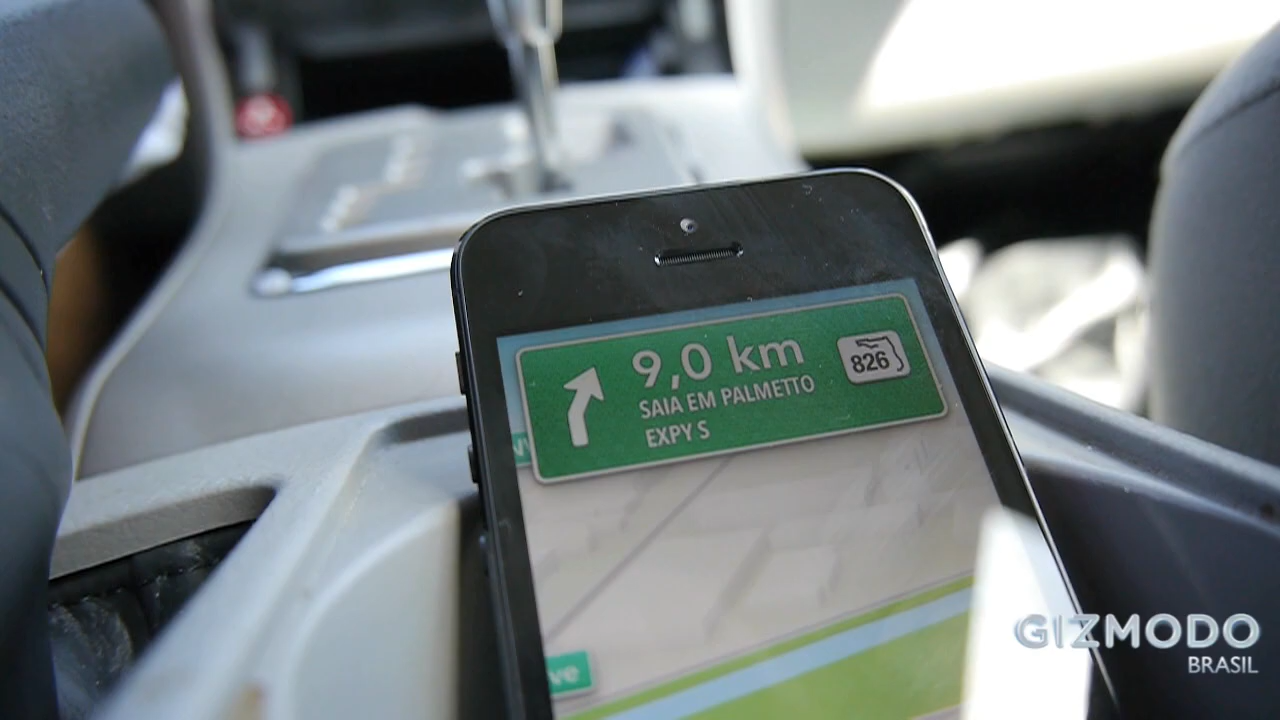 9,0 km
SAIA EM PALMETTO
EXPY S
826
GIZMODO
BRASIL